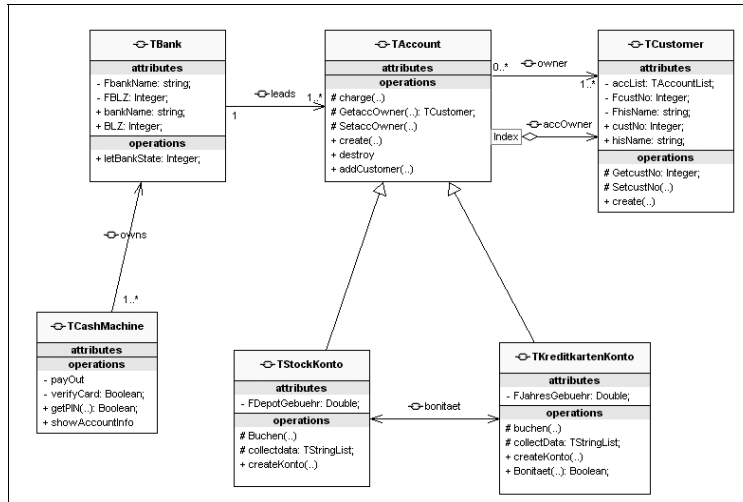 TBank
attributes
- FbankName: string;
- FBLZ: Integer;
+ bankName: string;
+ BLZ: Integer;
operations
+ letBankState: Integer;
leads
1
1..*
TAccount
attributes
operations
# charge(..)
# GetaccOwner(..): TCustomer;
# SetaccOwner(..)
+ create(..)
+ destroy
+ addCustomer(..)
0..*
owner
1..*
Index
accOwner
TCustomer
attributes
- accList: TAccountList;
- FcustNo: Integer;
- FhisName: string;
+ custNo: Integer;
+ hisName: string;
operations
# GetcustNo: Integer;
# SetcustNo(..)
+ create(..)
owns
1..*
TCashMachine
attributes
operations
- payOut
- verifyCard: Boolean;
+ getPIN(..): Boolean;
+ showAccountInfo
TStockKonto
attributes
- FDepotGebuehr: Double;
operations
# Buchen(..)
# collectdata: TStringList;
+ createKonto(..)
bonitaet
TKreditkartenKonto
attributes
- FJahresGebuehr: Double;
operations
# buchen(..)
# collectData: TStringList;
+ createKonto(..)
+ Bonitaet(..): Boolean;